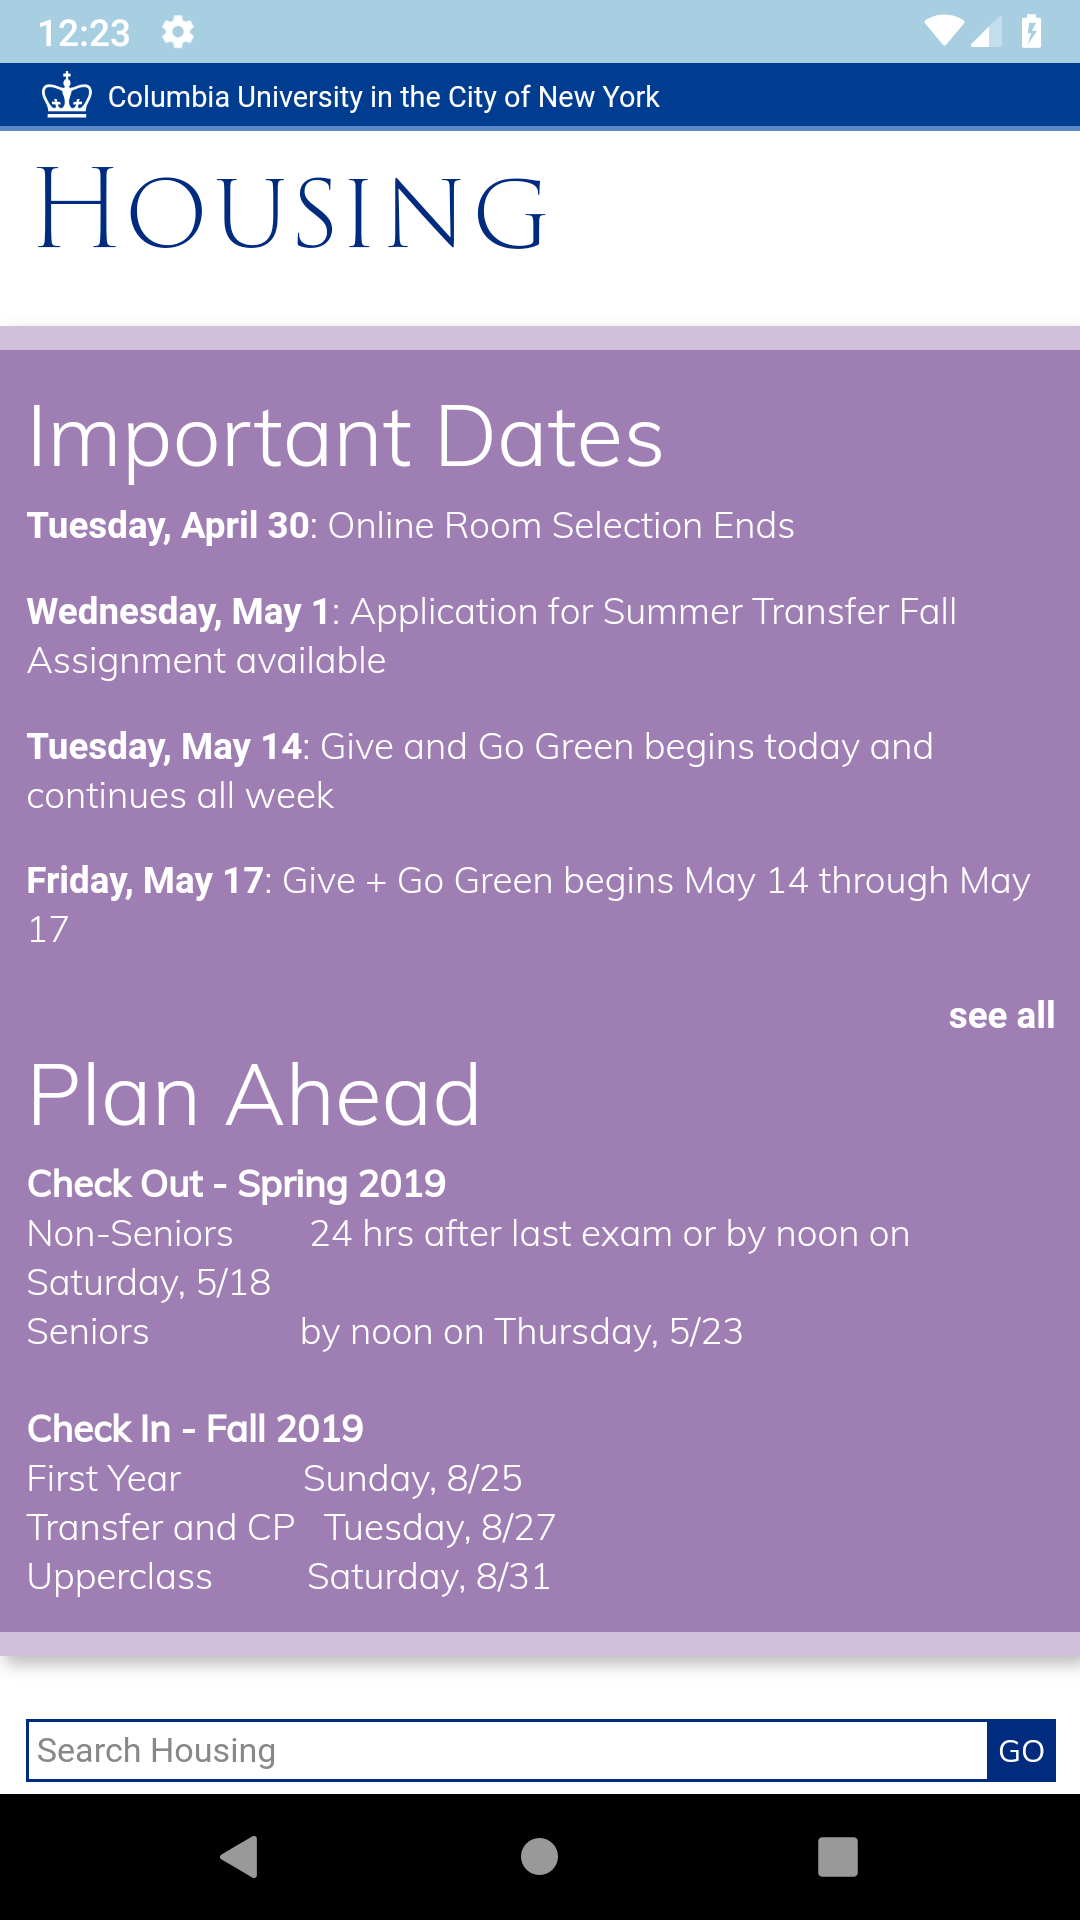 12:23
Columbia University in the City of New York
HOUSING
Important Dates
Tuesday, April 30: Online Room Selection Ends
Wednesday, May 1: Application for Summer Transfer Fall
Assignment available
Tuesday, May 14: Give and Go Green begins today and
continues all week
Friday, May 17: Give + Go Green begins May 14 through May
17
see all
Plan Ahead
Check Out - Spring 2019
Non-Seniors 24 hrs after last exam or by noon on
Saturday, 5/18
Seniors by noon on Thursday, 5/23
Check In - Fall 2019
First Year Sunday, 8/25
Transfer and CP Tuesday, 8/27
Upperclass Saturday, 8/31
Search Housing GO